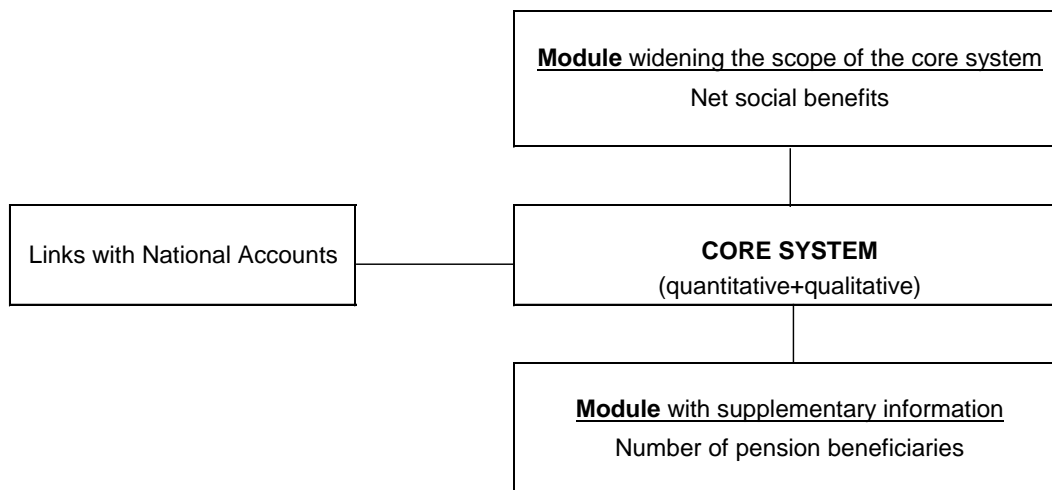 Module widening the scope of the core system
Net social benefits
Links with National Accounts
CORE SYSTEM
(quantitative+qualitative)
Module with supplementary information
Number of pension beneficiaries